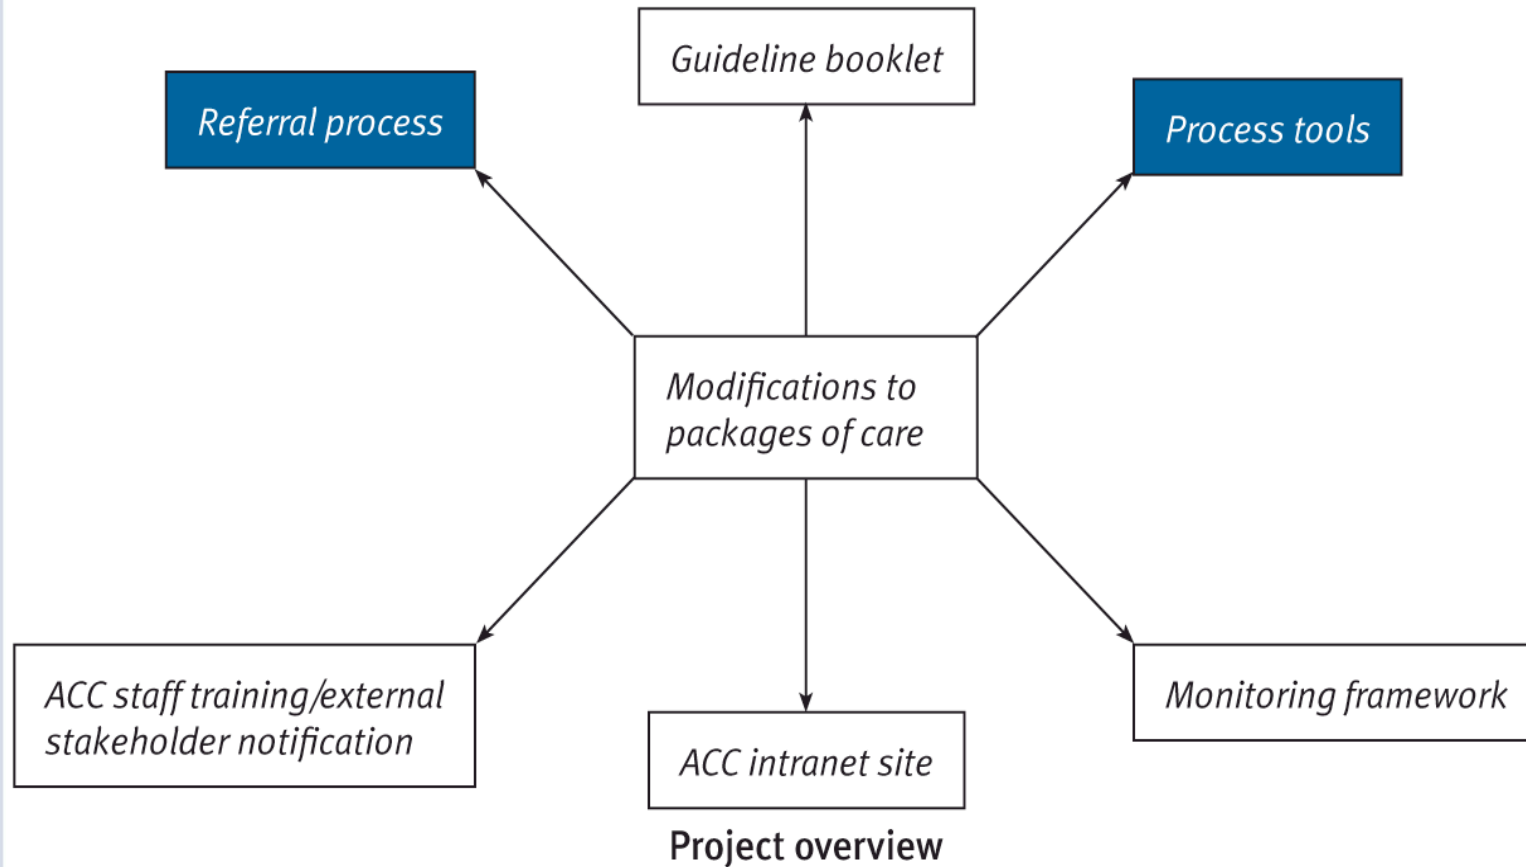 Guideline booklet
Referral process
Process tools
Modifications to
packages of care
ACC staff training/external
stakeholder notification
Monitoring framework
ACC intranet site
Project overview